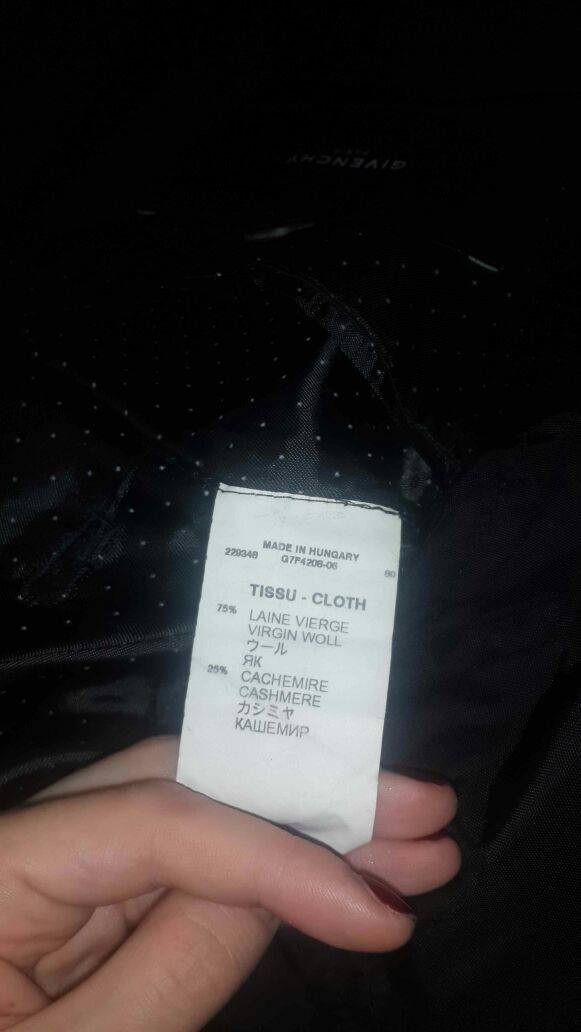 GIVENCHY
MADE IN HUNGARY
229348 G7F4208-06
80
TISSU - CLOTH
75% LAINE VIERGE
VIRGIN WOLL
ウール
ЯК
25% CACHEMIRE
CASHMERE
カシミヤ
КАШЕМИР